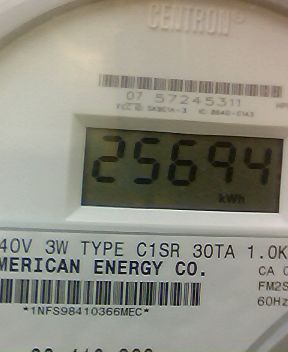 CENTRON®
07 57245311
25694
kWh
40V 3W TYPE C1SR 30TA 1.0K
MERICAN ENERGY CO.
CA 0
FM2S
60Hz
*1NFS98410366MEC*